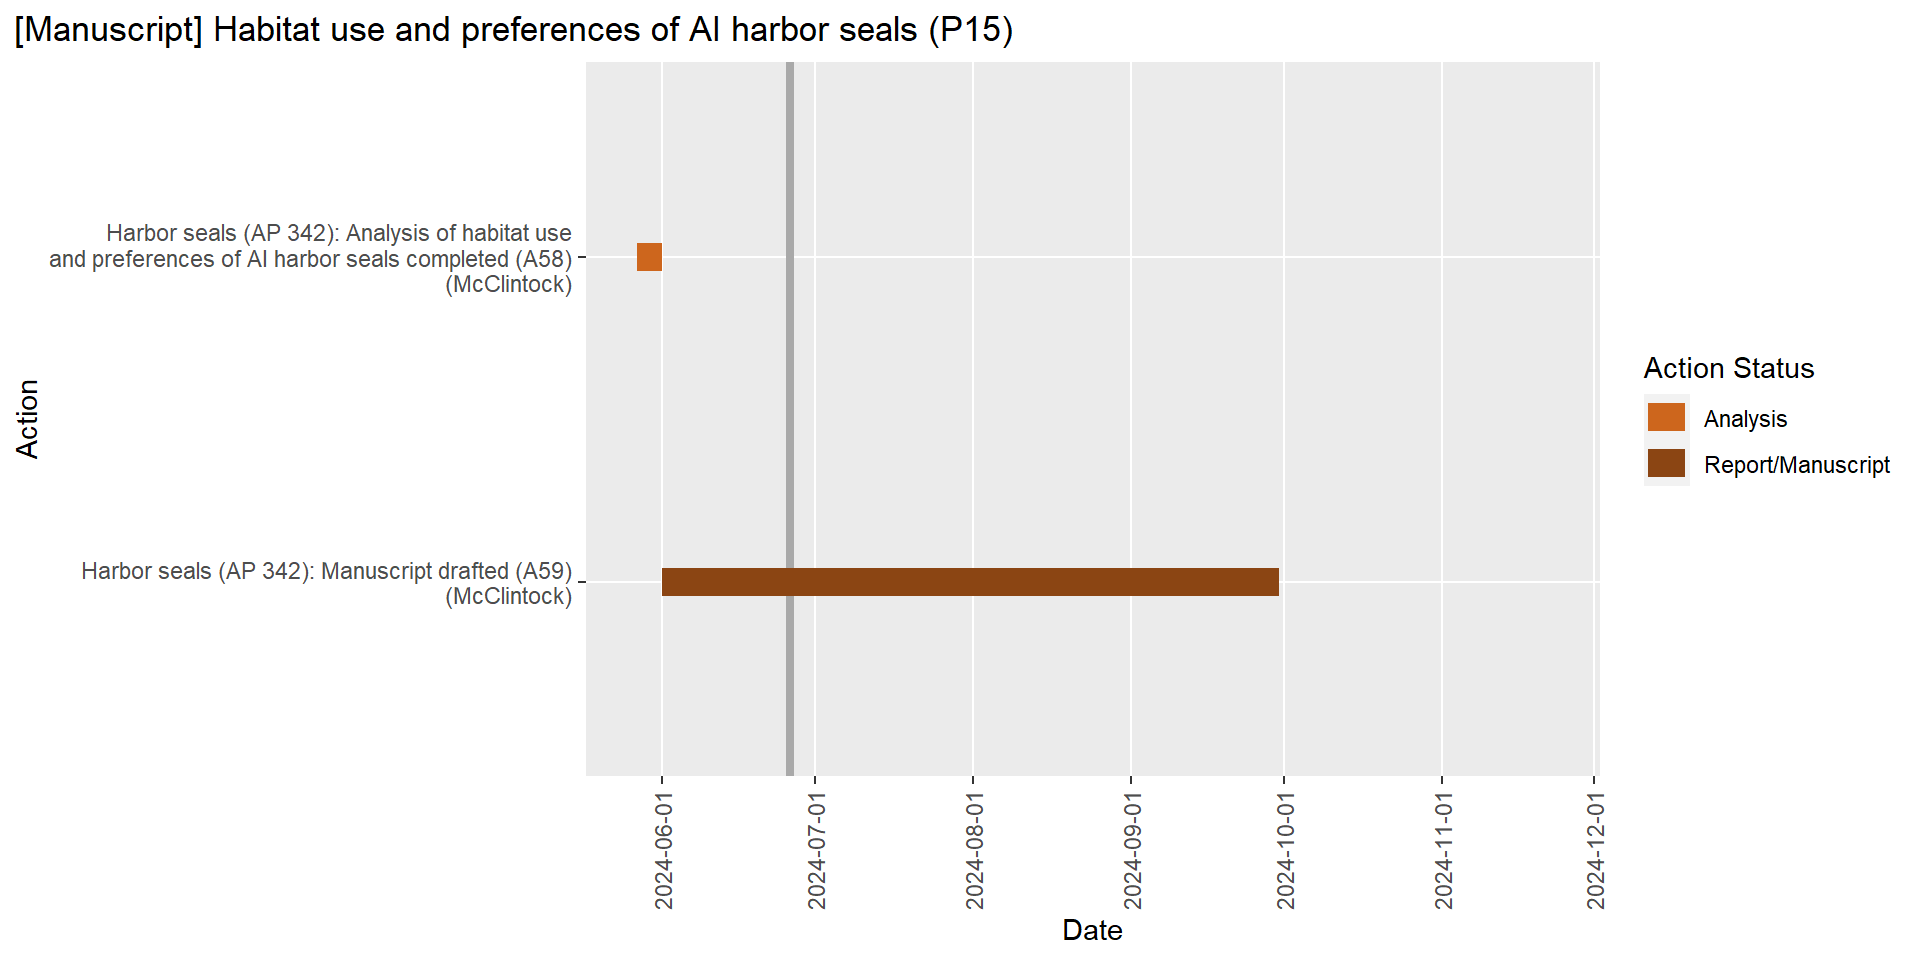 [Manuscript] Habitat use and preferences of AI harbor seals (P15)
Harbor seals (AP 342): Analysis of habitat use
and preferences of AI harbor seals completed (A58)
(McClintock)
Harbor seals (AP 342): Manuscript drafted (A59)
(McClintock)
Action
2024-06-01
2024-07-01
2024-08-01
2024-09-01
2024-10-01
2024-11-01
2024-12-01
Date
Action Status
Analysis
Report/Manuscript